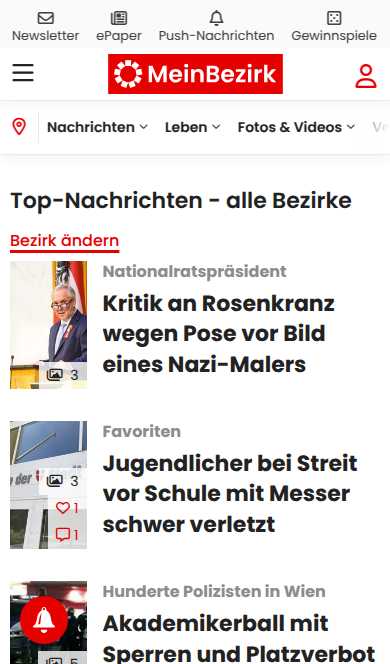 Newsletter
ePaper
Push-Nachrichten
Gewinnspiele
MeinBezirk
Nachrichten
Leben
Fotos & Videos
Top-Nachrichten - alle Bezirke
Bezirk ändern
3
Nationalratspräsident
Kritik an Rosenkranz
wegen Pose vor Bild
eines Nazi-Malers
der
3
1
1
Favoriten
Jugendlicher bei Streit
vor Schule mit Messer
schwer verletzt
5
Hunderte Polizisten in Wien
Akademikerball mit
Sperren und Platzverbot